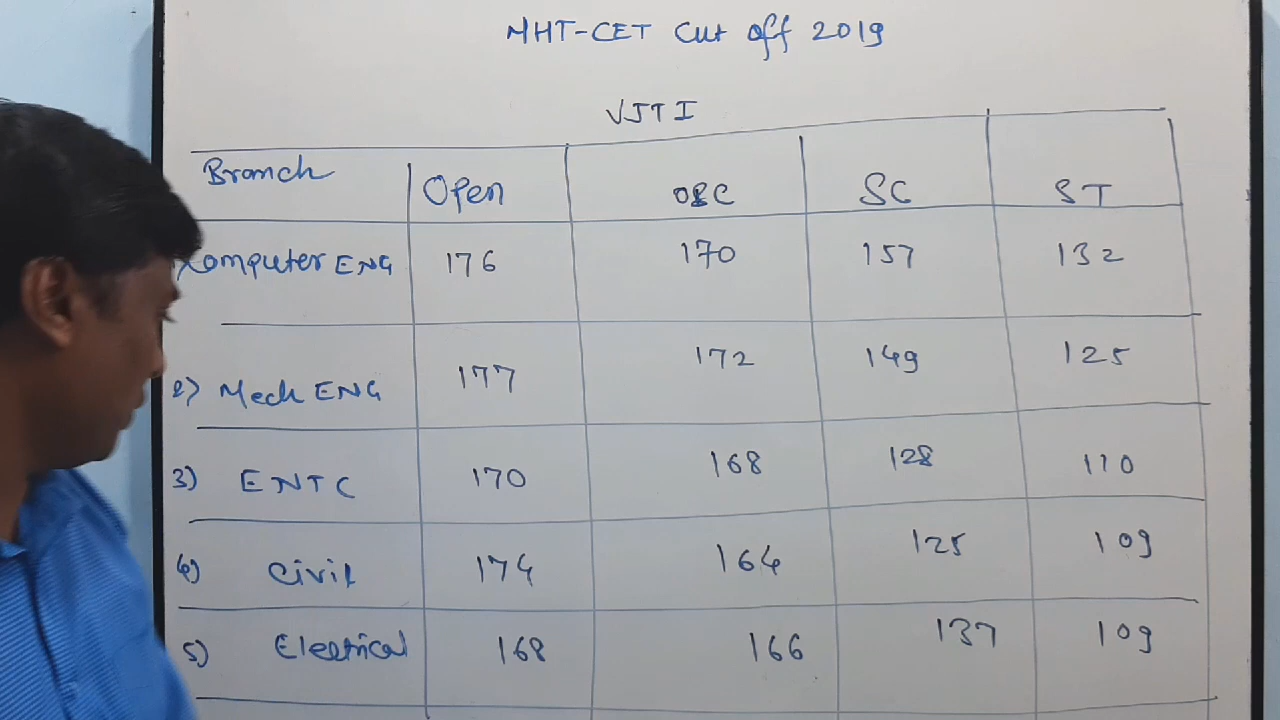 MHT-CET Cut off 2019
VJTI
Branch Open OBC SC ST
Computer ENG 176 170 157 132
2) Mech ENG 177 172 149 125
3) ENTC 170 168 128 110
4) Civil 174 164 125 109
5) Electrical 168 166 137 109